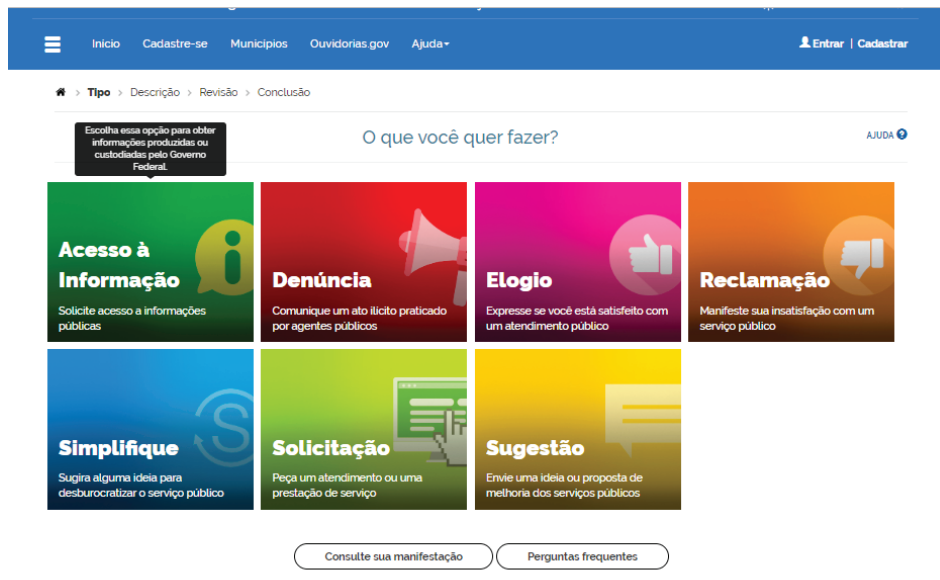 Início Cadastre-se Municípios Ouvidorias.gov Ajuda
Entrar | Cadastrar
> Tipo > Descrição > Revisão > Conclusão
Escolha essa opção para obter
informações produzidas ou
custodiadas pelo Governo
Federal.
O que você quer fazer?
AJUDA ?
Acesso à
Informação
Solicite acesso a informações
públicas
Denúncia
Comunique um ato ilícito praticado
por agentes públicos
Elogio
Expresse se você está satisfeito com
um atendimento público
Reclamação
Manifeste sua insatisfação com um
serviço público
Simplifique
Sugira alguma ideia para
desburocratizar o serviço público
Solicitação
Peça um atendimento ou uma
prestação de serviço
Sugestão
Envie uma ideia ou proposta de
melhoria dos serviços públicos
Consulte sua manifestação
Perguntas frequentes